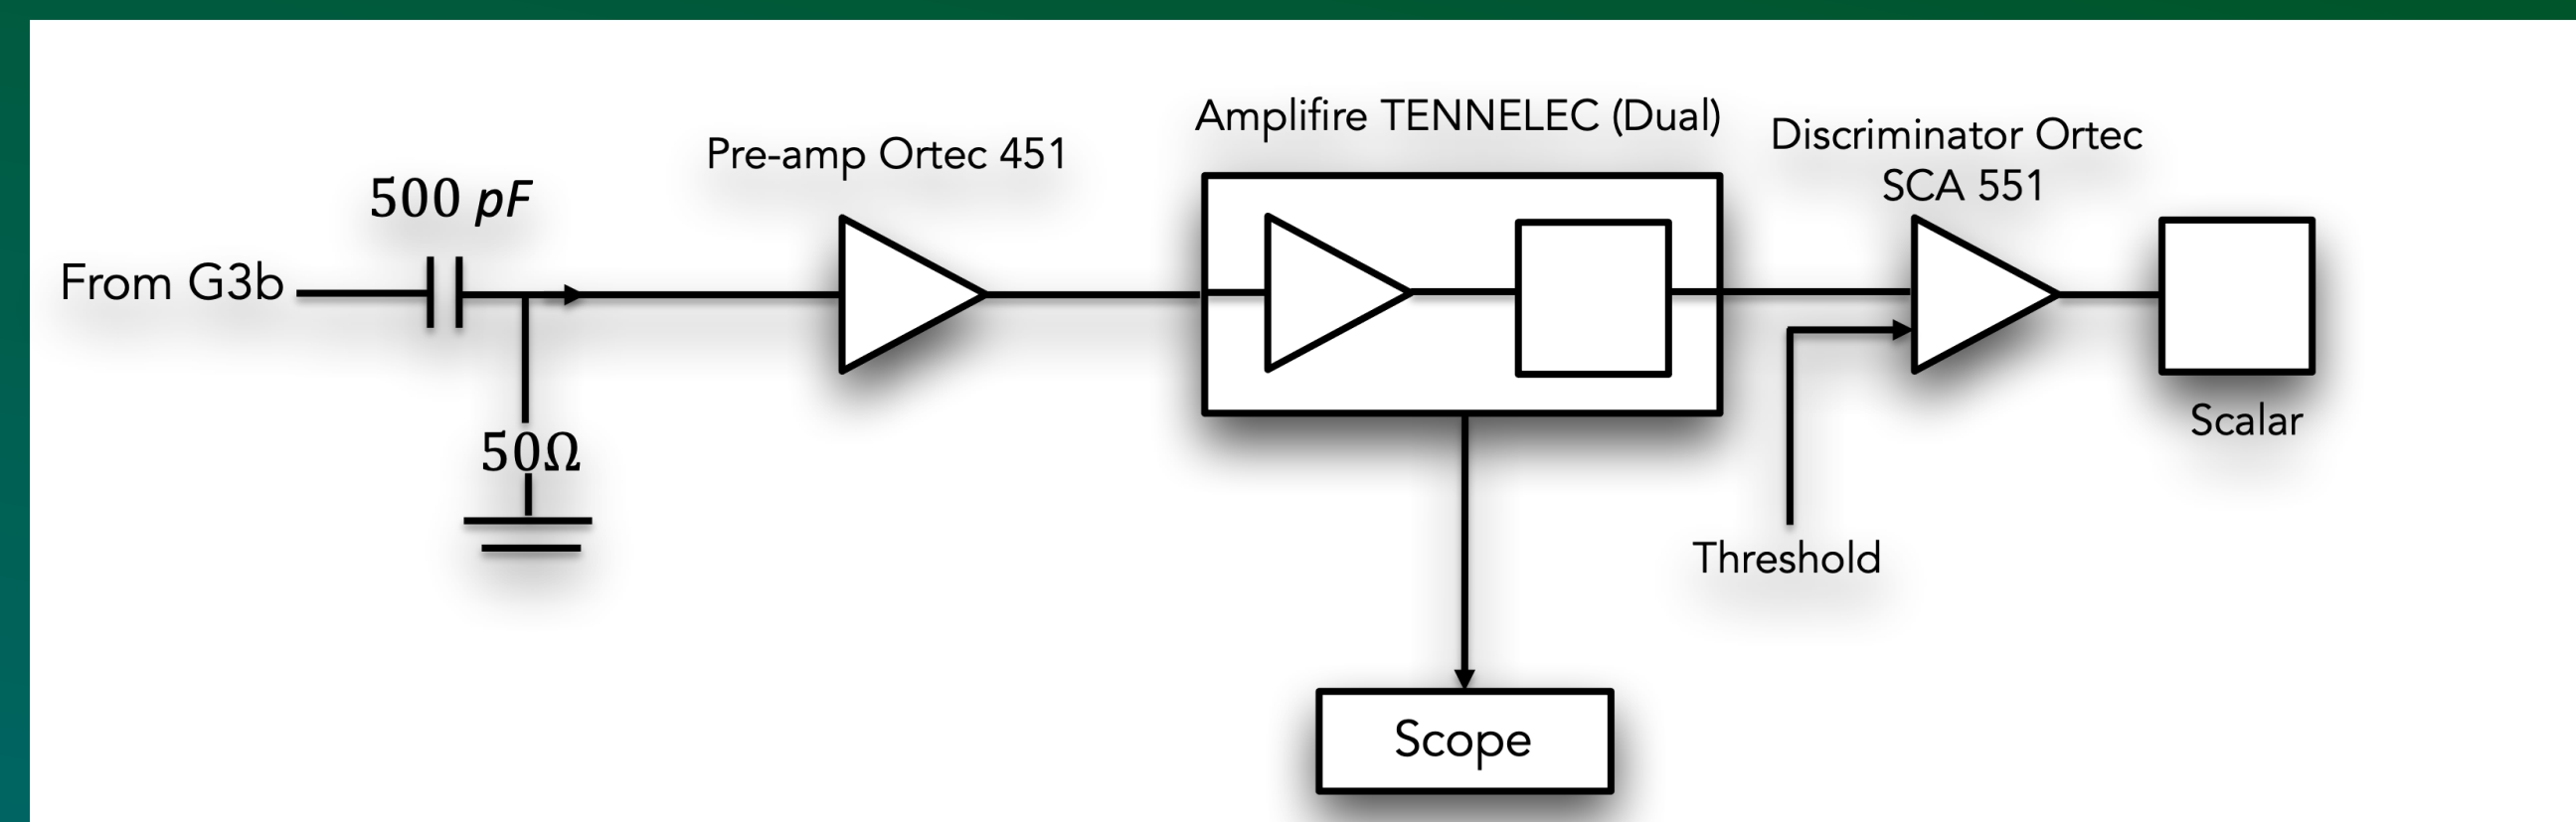 Amplifire TENNELEC (Dual)
Discriminator Ortec
SCA 551
Pre-amp Ortec 451
500 pF
From G3b
50Ω
Scalar
Threshold
Scope